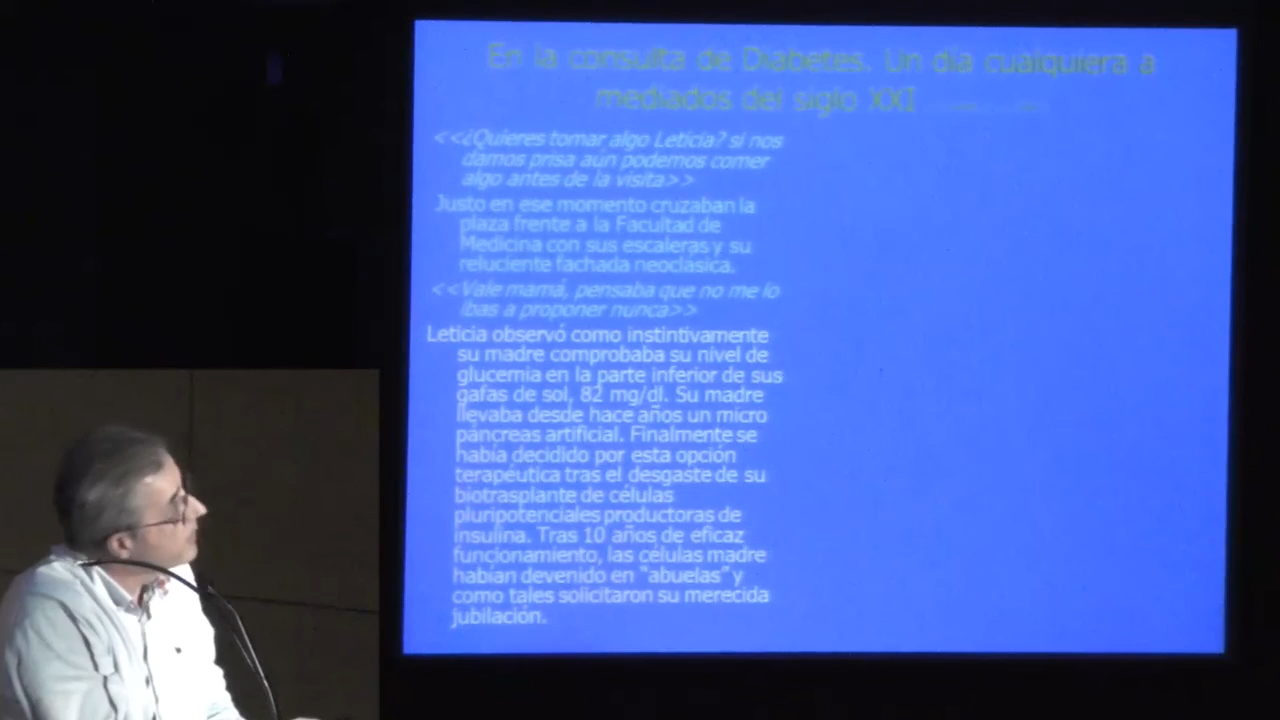 En la consulta de Diabetes. Un día cualquiera a
mediados del siglo XXI
<<¿Quieres tomar algo Leticia? si nos
damos prisa aún podemos comer
algo antes de la visita>>
Justo en ese momento cruzaban la
plaza frente a la Facultad de
Medicina con sus escaleras y su
reluciente fachada neoclásica.
<<Vale mamá, pensaba que no me lo
ibas a proponer nunca>>
Leticia observó como instintivamente
su madre comprobaba su nivel de
glucemia en la parte inferior de sus
gafas de sol, 82 mg/dl. Su madre
llevaba desde hace años un micro
páncreas artificial. Finalmente se
había decidido por esta opción
terapéutica tras el desgaste de su
biotrasplante de células
pluripotenciales productoras de
insulina. Tras 10 años de eficaz
funcionamiento, las células madre
habían devenido en “abuelas” y
como tales solicitaron su merecida
jubilación.